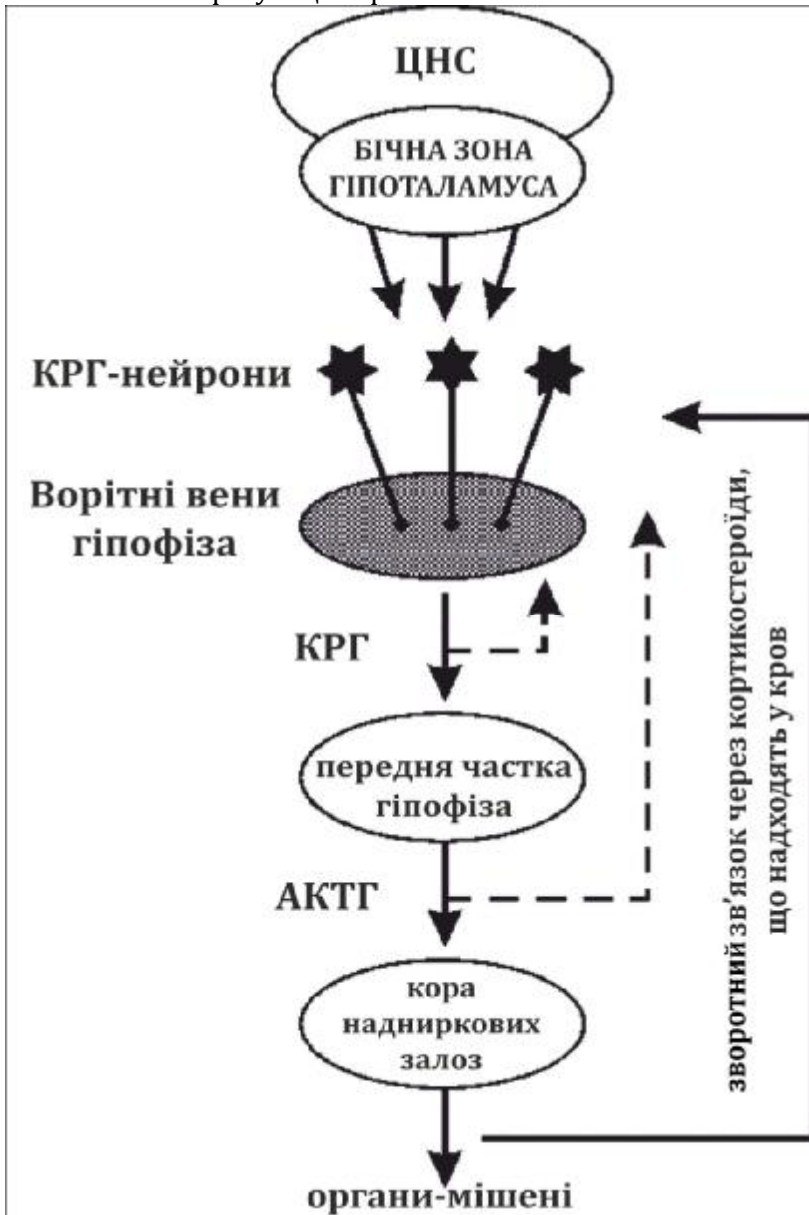 ЦНС
БІЧНА ЗОНА
ГІПОТАЛАМУСА
КРГ-нейрони
Ворітні вени
гіпофіза
КРГ
передня частка
гіпофіза
АКТГ
кора
надниркових
залоз
органи-мішені
зворотний зв'язок через кортикостероїди,
що надходять у кров